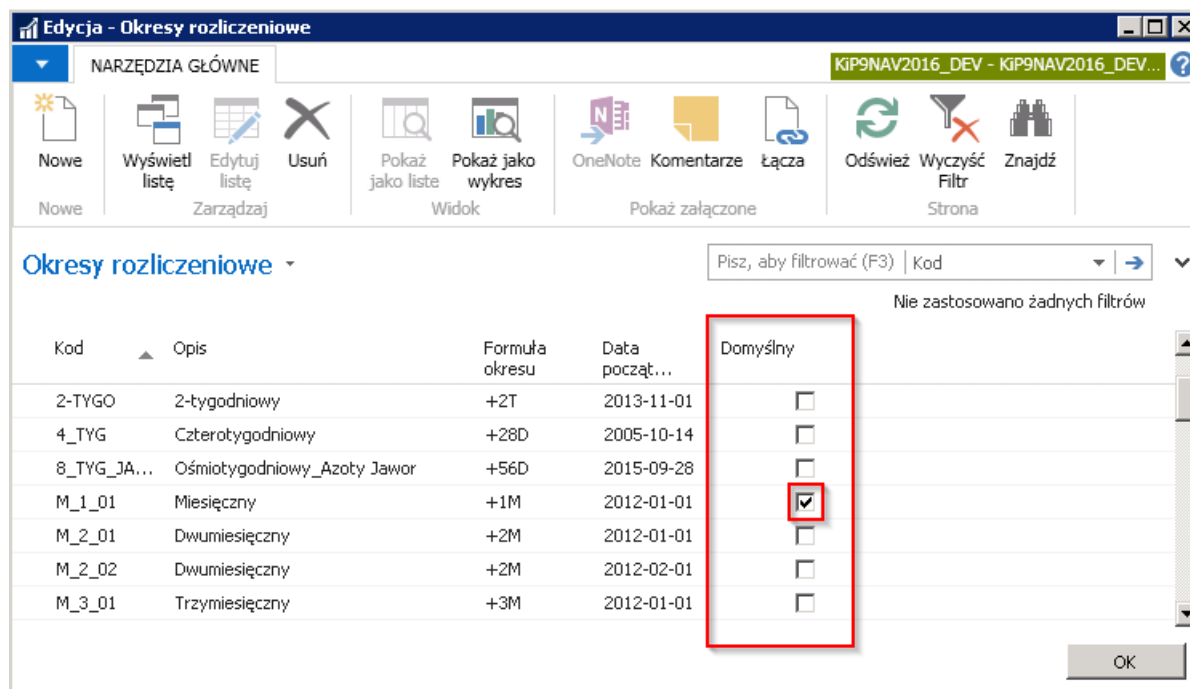 Edycja - Okresy rozliczeniowe
NARZĘDZIA GŁÓWNE
KiP9NAV2016_DEV - KiP9NAV2016_DEV...
Nowe
Wyświetl listę
Edytuj listę
Usuń
Pokaż jako liste
Pokaż jako wykres
OneNote
Komentarze
Łącza
Odśwież
Wyczyść Filtr
Znajdź
Nowe
Zarządzaj
Widok
Pokaż załączone
Strona
Okresy rozliczeniowe
Pisz, aby filtrować (F3)
Kod
Nie zastosowano żadnych filtrów
Kod Opis Formuła okresu Data począt... Domyślny
2-TYGO 2-tygodniowy +2T 2013-11-01
4_TYG Czterotygodniowy +28D 2005-10-14
8_TYG_JA... Ośmiotygodniowy_Azoty Jawor +56D 2015-09-28
M_1_01 Miesięczny +1M 2012-01-01
M_2_01 Dwumiesięczny +2M 2012-01-01
M_2_02 Dwumiesięczny +2M 2012-02-01
M_3_01 Trzymiesięczny +3M 2012-01-01
OK